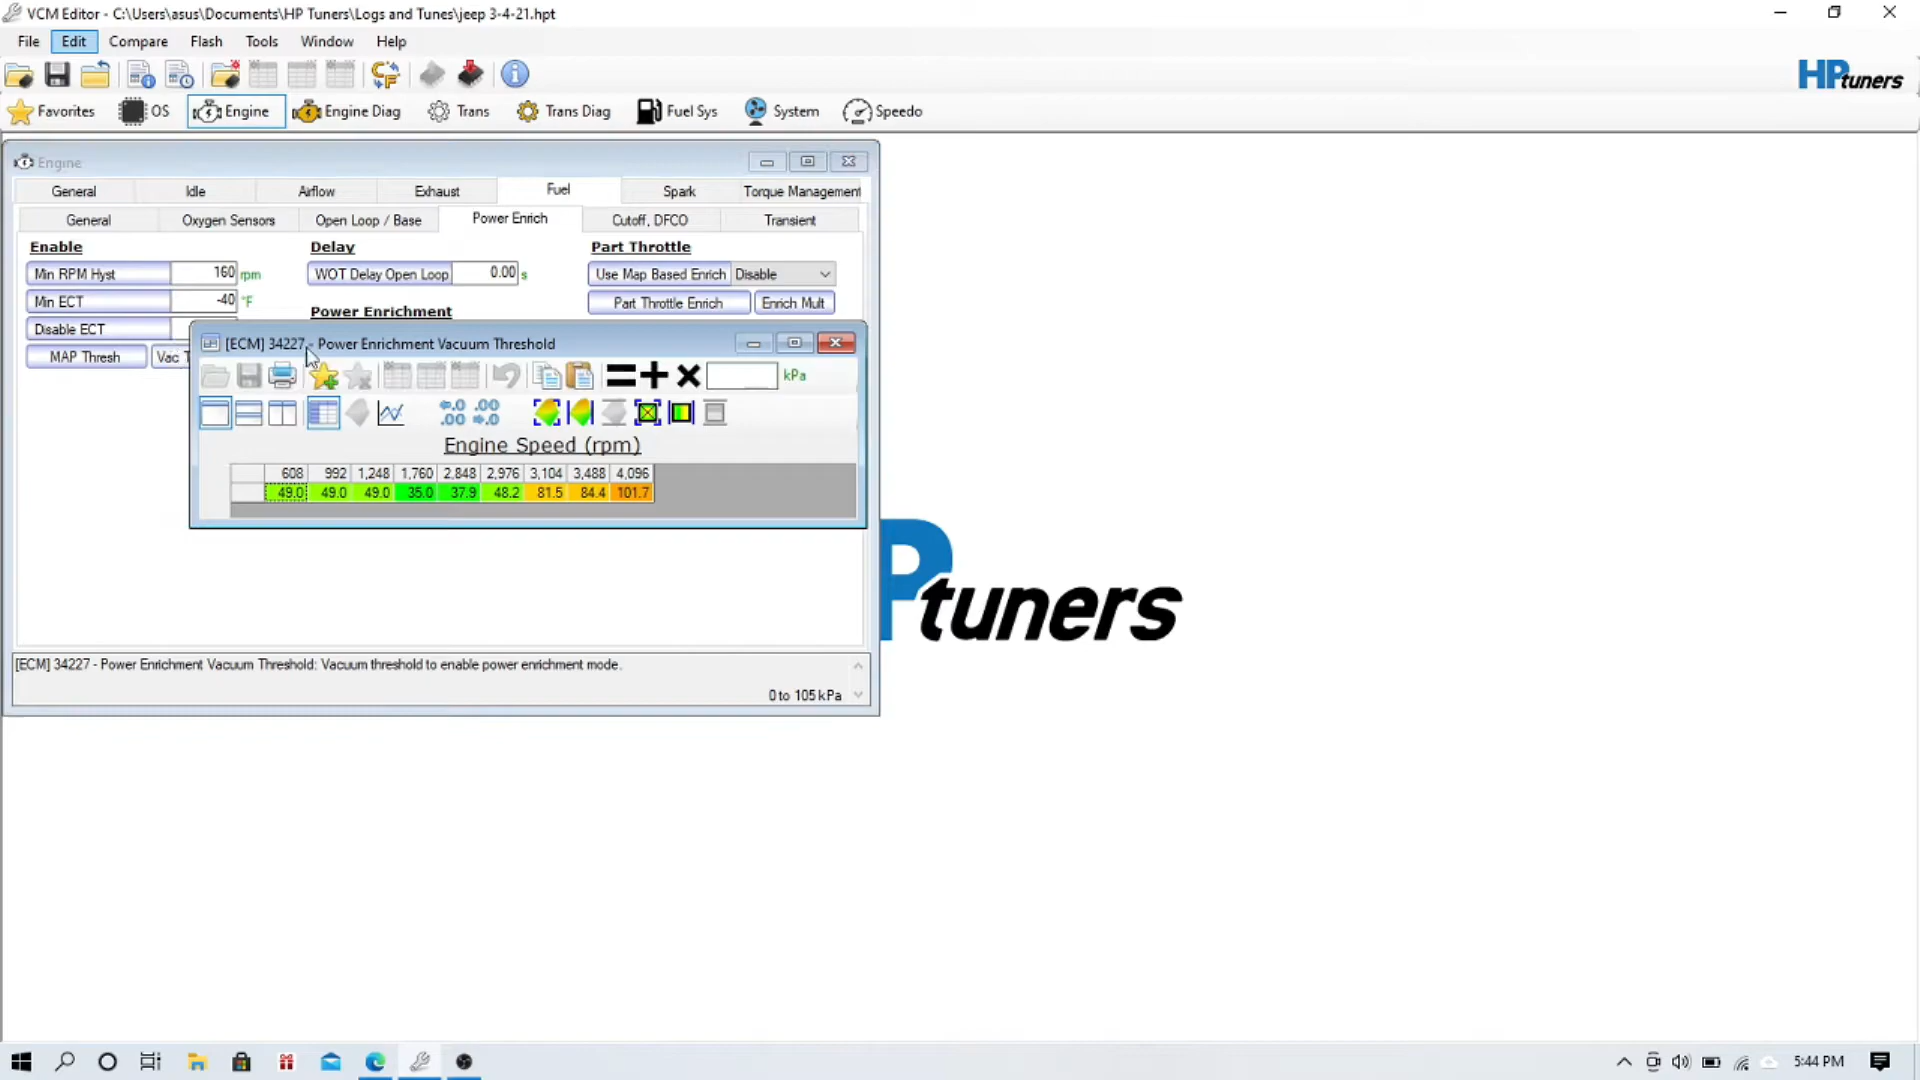 VCM Editor - C:\Users\asus\Documents\HP Tuners\Logs and Tunes\jeep 3-4-21.hpt
File Edit Compare Flash Tools Window Help
HPtuners
Favorites OS Engine Engine Diag Trans Trans Diag Fuel Sys System Speedo
Engine
General Idle Airflow Exhaust Fuel Spark Torque Management
General Oxygen Sensors Open Loop / Base Power Enrich Cutoff, DFCO Transient
Enable Delay Part Throttle
Min RPM Hyst 160 rpm WOT Delay Open Loop 0.00 s Use Map Based Enrich Disable
Min ECT -40 °F Part Throttle Enrich Enrich Mult
Power Enrichment
Disable ECT
MAP Thresh Vac T
[ECM] 34227 - Power Enrichment Vacuum Threshold
kPa
.0 .00
.00 .0
Engine Speed (rpm)
608 992 1,248 1,760 2,848 2,976 3,104 3,488 4,096
49.0 49.0 49.0 35.0 37.9 48.2 81.5 84.4 101.7
Ptuners
[ECM] 34227 - Power Enrichment Vacuum Threshold: Vacuum threshold to enable power enrichment mode.
0 to 105 kPa
5:44 PM